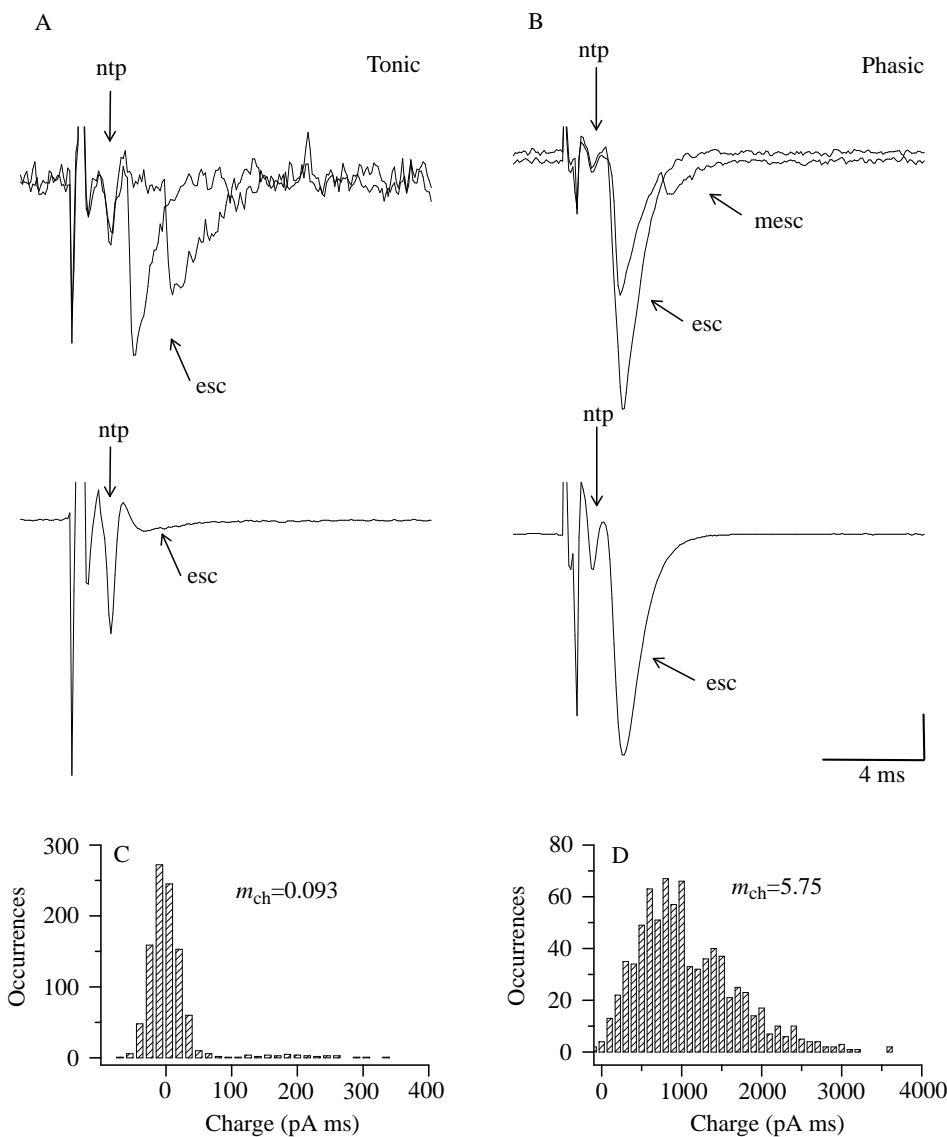 A
B
Tonic
Phasic
ntp
ntp
mesc
esc
esc
ntp
ntp
esc
esc
4 ms
C
D
300
200
100
0
Occurrences
m_ch=0.093
0
100
200
300
400
Charge (pA ms)
80
60
40
20
0
Occurrences
m_ch=5.75
0
1000
2000
3000
4000
Charge (pA ms)